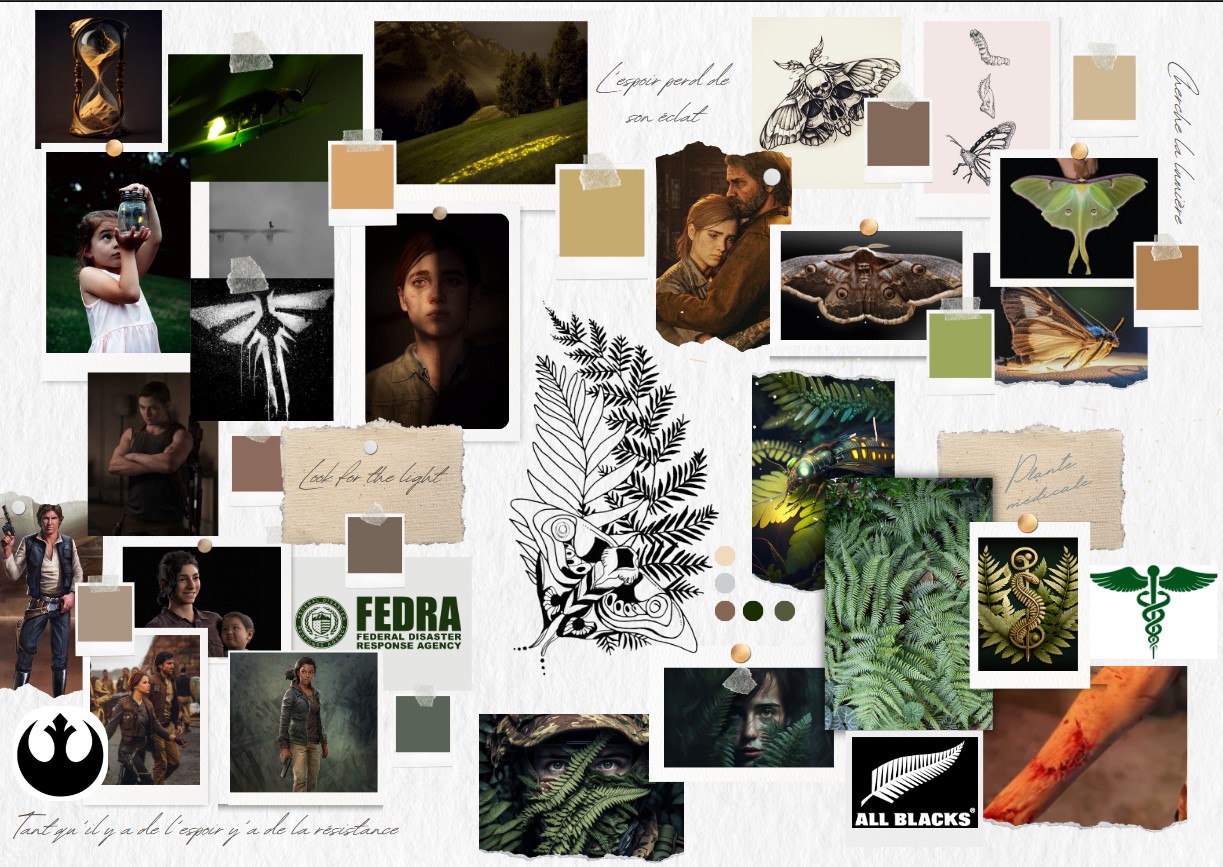 L'espoir perd de
son éclat
Cherche la lumière
Look for the light
Plante
médicale
FEDRA
FEDERAL DISASTER
RESPONSE AGENCY
ALL BLACKS®
Tant qu'il y a de l'espoir y'a de la résistance